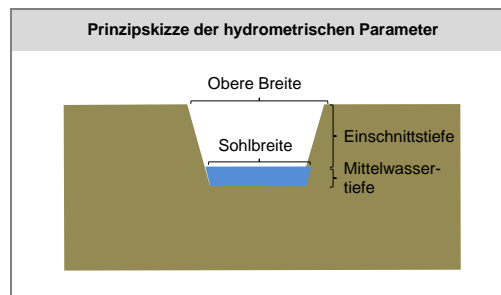 Prinzipskizze der hydrometrischen Parameter
Obere Breite
Sohlbreite
Einschnittstiefe
Mittelwasser-
tiefe